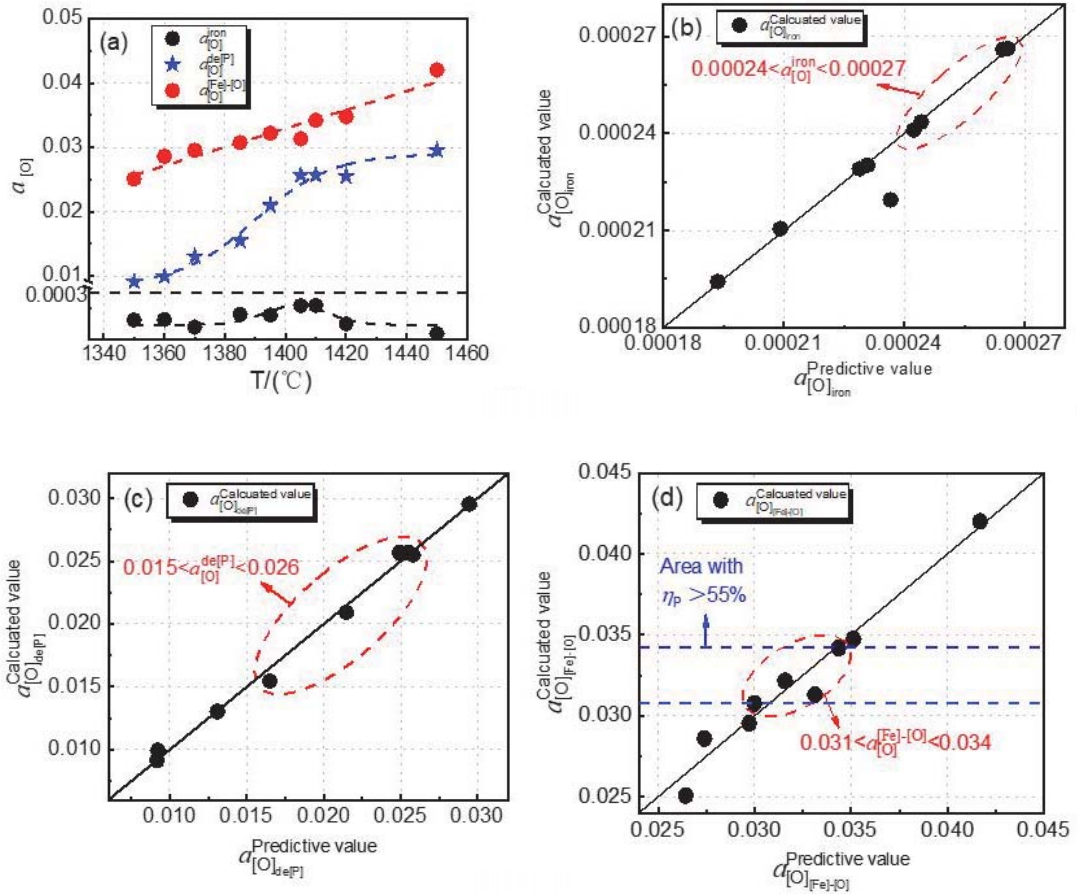 (a)
a[O]^iron
a[O]^de[P]
a[O]^[Fe]-[O]
0.05
0.04
0.03
0.02
0.01
0.0003
a [O]
1340 1360 1380 1400 1420 1440 1460
T/(℃)
(b)
a[O]iron^Calcuated value
0.00024<a[O]^iron<0.00027
0.00027
0.00024
0.00021
0.00018
a[O]iron^Calcuated value
0.00018 0.00021 0.00024 0.00027
a[O]iron^Predictive value
(c)
a[O]de[P]^Calcuated value
0.015<a[O]^de[P]<0.026
0.030
0.025
0.020
0.015
0.010
a[O]de[P]^Calcuated value
0.010 0.015 0.020 0.025 0.030
a[O]de[P]^Predictive value
(d)
a[O][Fe]-[O]^Calcuated value
Area with
ηP >55%
0.031<a[O]^[Fe]-[O]<0.034
0.045
0.040
0.035
0.030
0.025
a[O][Fe]-[O]^Calcuated value
0.025 0.030 0.035 0.040 0.045
a[O][Fe]-[O]^Predictive value